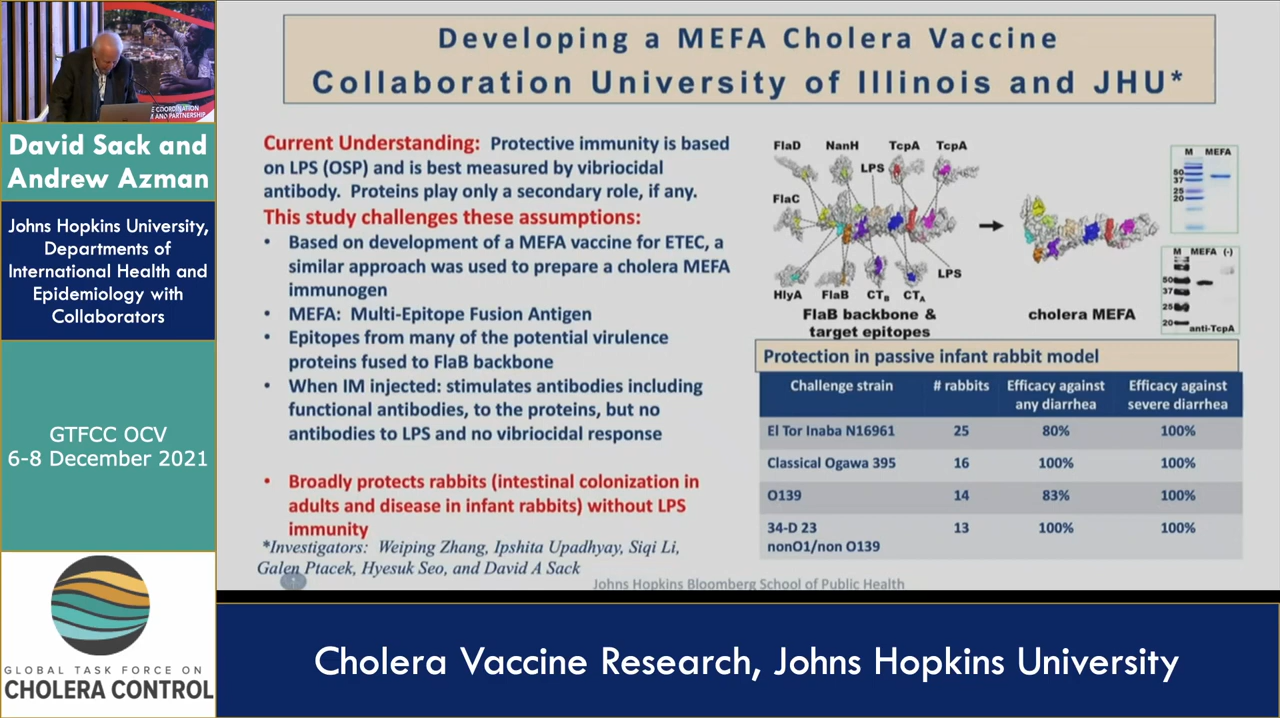 E COORDINATION
A AND PARTNERSHIP
David Sack and
Andrew Azman
Johns Hopkins University,
Departments of
International Health and
Epidemiology with
Collaborators
GTFCC OCV
6-8 December 2021
GLOBAL TASK FORCE ON
CHOLERA CONTROL
Developing a MEFA Cholera Vaccine
Collaboration University of Illinois and JHU*
Current Understanding: Protective immunity is based
on LPS (OSP) and is best measured by vibriocidal
antibody. Proteins play only a secondary role, if any.
This study challenges these assumptions:
• Based on development of a MEFA vaccine for ETEC, a
similar approach was used to prepare a cholera MEFA
immunogen
• MEFA: Multi-Epitope Fusion Antigen
• Epitopes from many of the potential virulence
proteins fused to FlaB backbone
• When IM injected: stimulates antibodies including
functional antibodies, to the proteins, but no
antibodies to LPS and no vibriocidal response
• Broadly protects rabbits (intestinal colonization in
adults and disease in infant rabbits) without LPS
immunity
*Investigators: Weiping Zhang, Ipshita Upadhyay, Siqi Li,
Galen Ptacek, Hyesuk Seo, and David A Sack
Johns Hopkins Bloomberg School of Public Health
FlaD NanH LPS TcpA TcpA
FlaC
LPS
HlyA FlaB CTB CTA
FlaB backbone &
target epitopes
cholera MEFA
M MEFA
50
37
25
20
M MEFA (-)
50
37
25
20
anti-TcpA
Protection in passive infant rabbit model
Challenge strain # rabbits Efficacy against any diarrhea Efficacy against severe diarrhea
El Tor Inaba N16961 25 80% 100%
Classical Ogawa 395 16 100% 100%
O139 14 83% 100%
34-D 23 nonO1/non O139 13 100% 100%
Cholera Vaccine Research, Johns Hopkins University